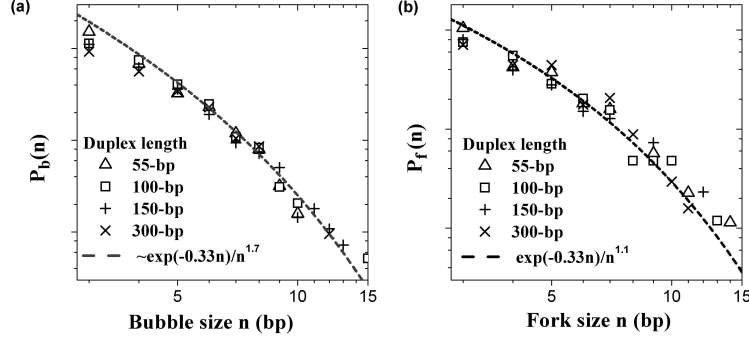 (a)
P_b(n)
Duplex length
55-bp
100-bp
150-bp
300-bp
~exp(-0.33n)/n^1.7
5
10
15
Bubble size n (bp)
(b)
P_f(n)
Duplex length
55-bp
100-bp
150-bp
300-bp
exp(-0.33n)/n^1.1
5
10
15
Fork size n (bp)